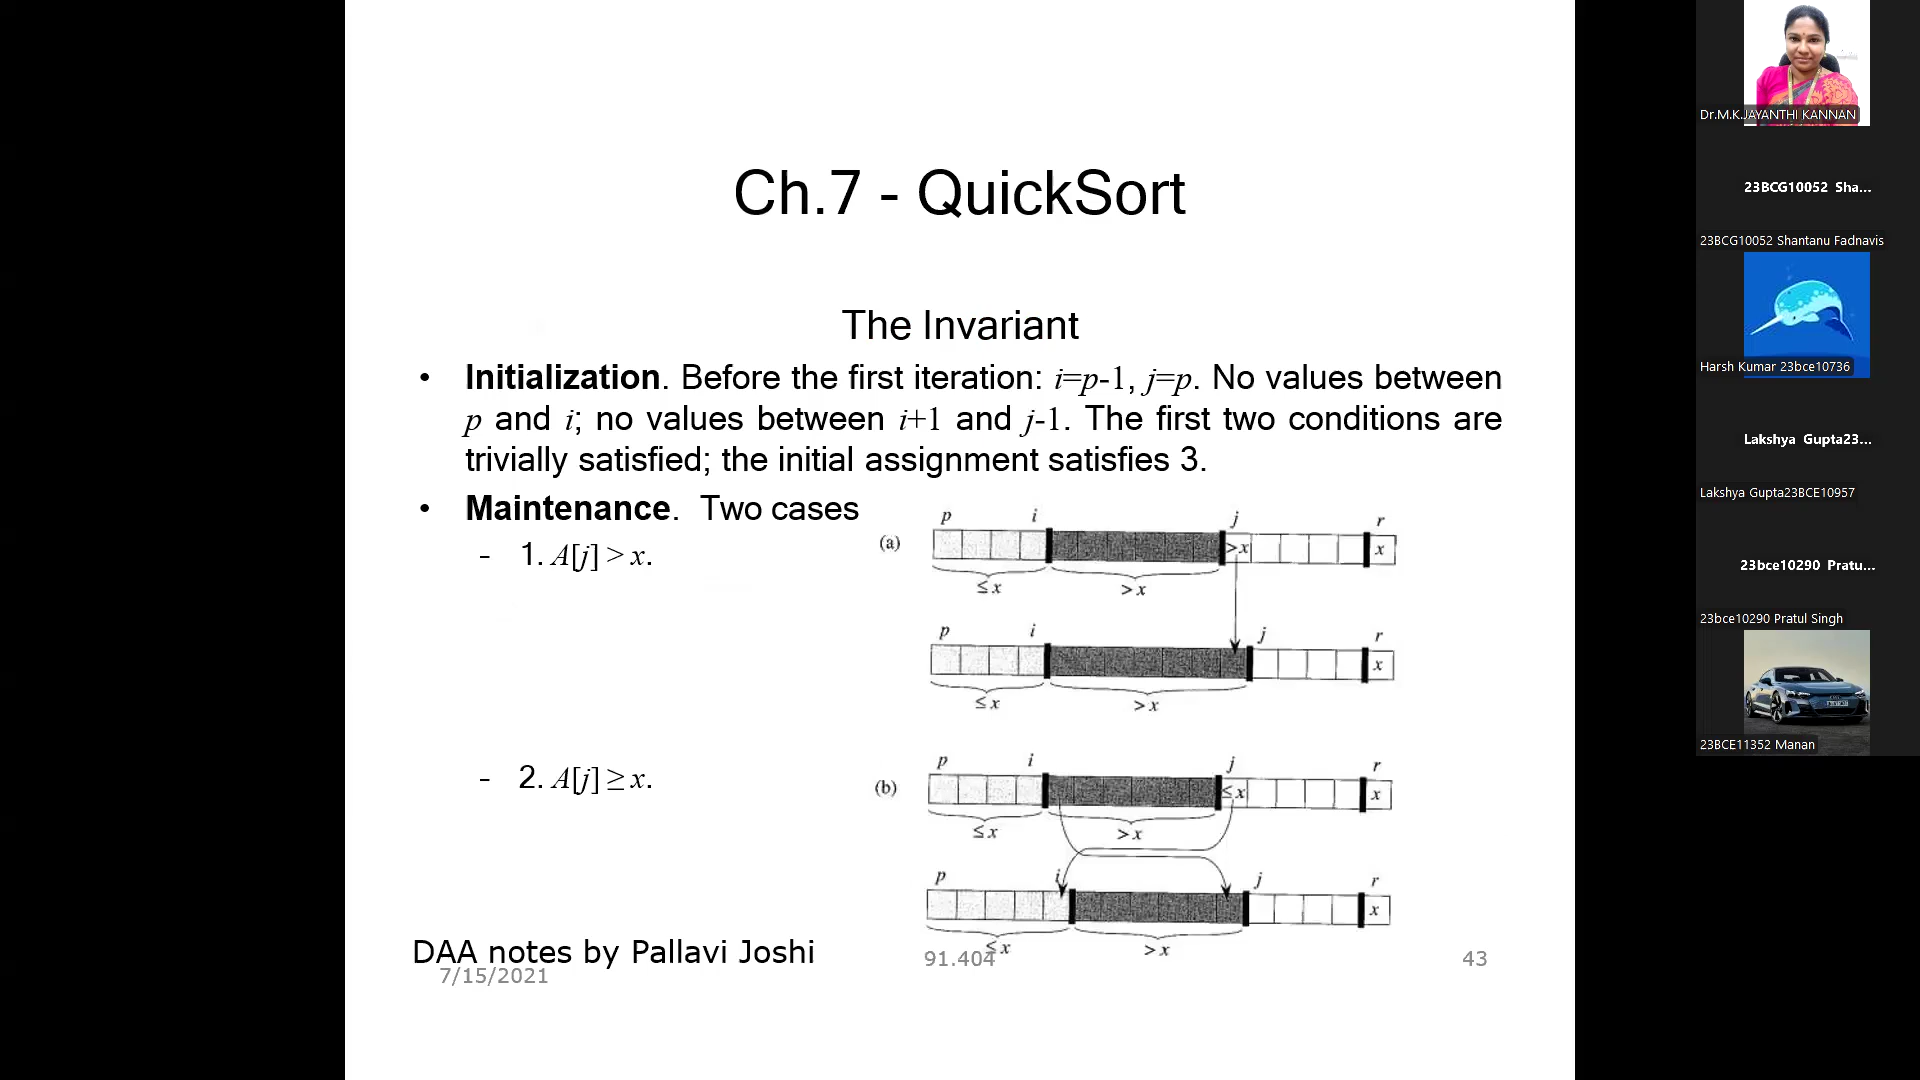 Ch.7 - QuickSort
The Invariant
• Initialization. Before the first iteration: i=p-1, j=p. No values between
p and i; no values between i+1 and j-1. The first two conditions are
trivially satisfied; the initial assignment satisfies 3.
• Maintenance. Two cases
- 1. A[j] > x.
(a)
p i j r
>x x
≤ x > x
p i j r
x
≤ x > x
- 2. A[j] ≥ x.
(b)
p i j r
≤x x
≤ x > x
p i j r
x
≤ x > x
DAA notes by Pallavi Joshi
7/15/2021
91.404
43
Dr.M.K.JAYANTHI KANNAN
23BCG10052 Sha...
23BCG10052 Shantanu Fadnavis
Harsh Kumar 23bce10736
Lakshya Gupta23...
Lakshya Gupta23BCE10957
23bce10290 Pratu...
23bce10290 Pratul Singh
23BCE11352 Manan